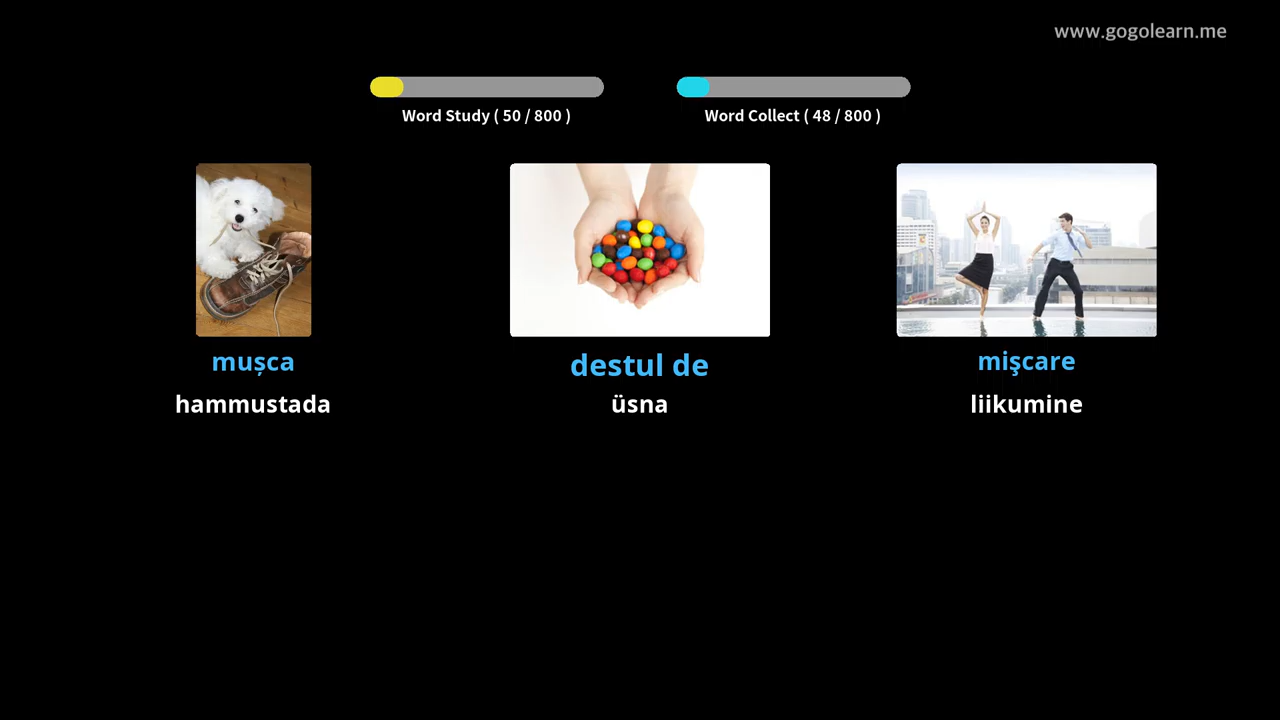 www.gogolearn.me
Word Study ( 50 / 800 )
Word Collect ( 48 / 800 )
mușca
destul de
mişcare
hammustada
üsna
liikumine